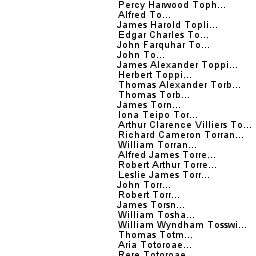 Percy Harwood Toph...
Alfred To...
James Harold Topli...
Edgar Charles To...
John Farquhar To...
John To...
James Alexander Toppi...
Herbert Toppi...
Thomas Alexander Torb...
Thomas Torb...
James Torn...
Iona Teipo Tor...
Arthur Clarence Villiers To...
Richard Cameron Torran...
William Torran...
Alfred James Torre...
Robert Arthur Torre...
Leslie James Torr...
John Torr...
Robert Torr...
James Torsn...
William Tosha...
William Wyndham Tosswi...
Thomas Totm...
Aria Totoroae...
Rere Totoroae...